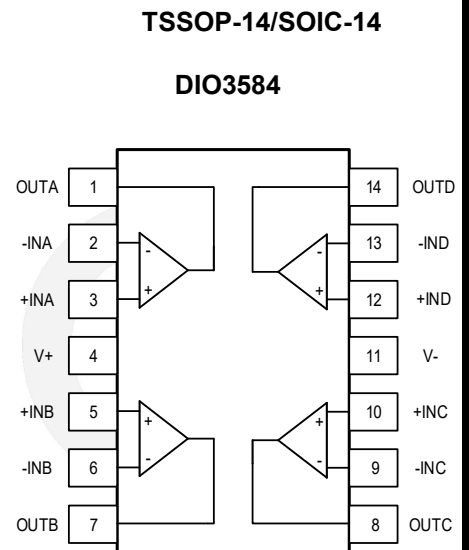 TSSOP-14/SOIC-14
DIO3584
OUTA 1 14 OUTD
-INA 2 - - 13 -IND
+INA 3 + + 12 +IND
V+ 4 11 V-
+INB 5 + + 10 +INC
-INB 6 - - 9 -INC
OUTB 7 8 OUTC